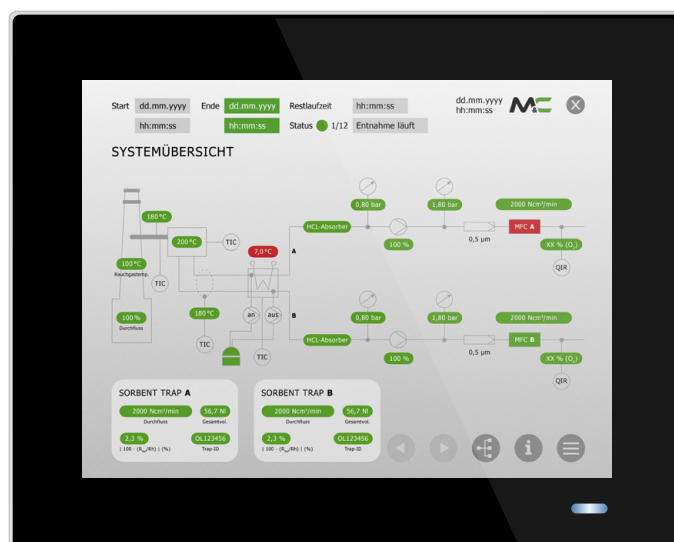 Start dd.mm.yyyy Ende dd.mm.yyyy Restlaufzeit hh:mm:ss dd.mm.yyyy
hh:mm:ss
M&C
hh:mm:ss hh:mm:ss Status 1/12 Entnahme läuft
SYSTEMÜBERSICHT
0,80 bar 1,80 bar 2000 Ncm³/min
180°C
HCL-Absorber MFC A
200°C TIC 7,0°C A 100 % 0,5 µm XX % (O₂)
100°C
Rauchgastemp.
TIC QIR
180°C an aus B 0,80 bar 1,80 bar 2000 Ncm³/min
100%
Durchfluss
HCL-Absorber MFC B
TIC TIC 100 % 0,5 µm XX % (O₂)
QIR
SORBENT TRAP A
2000 Ncm³/min 56,7 Nl
Durchfluss Gesamtvol.
2,3 % OL123456
Trap-ID
SORBENT TRAP B
2000 Ncm³/min 56,7 Nl
Durchfluss Gesamtvol.
2,3 % OL123456
Trap-ID
i